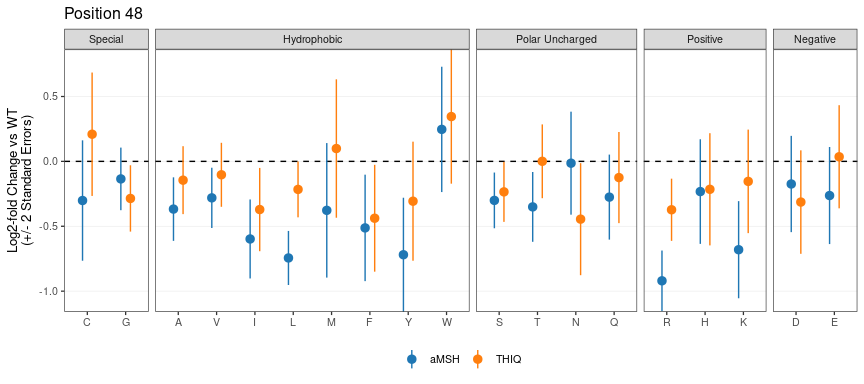 Position 48
Special Hydrophobic Polar Uncharged Positive Negative
Log2-fold Change vs WT
(+/- 2 Standard Errors)
0.5
0.0
-0.5
-1.0
C G A V I L M F Y W S T N Q R H K D E
aMSH THIQ